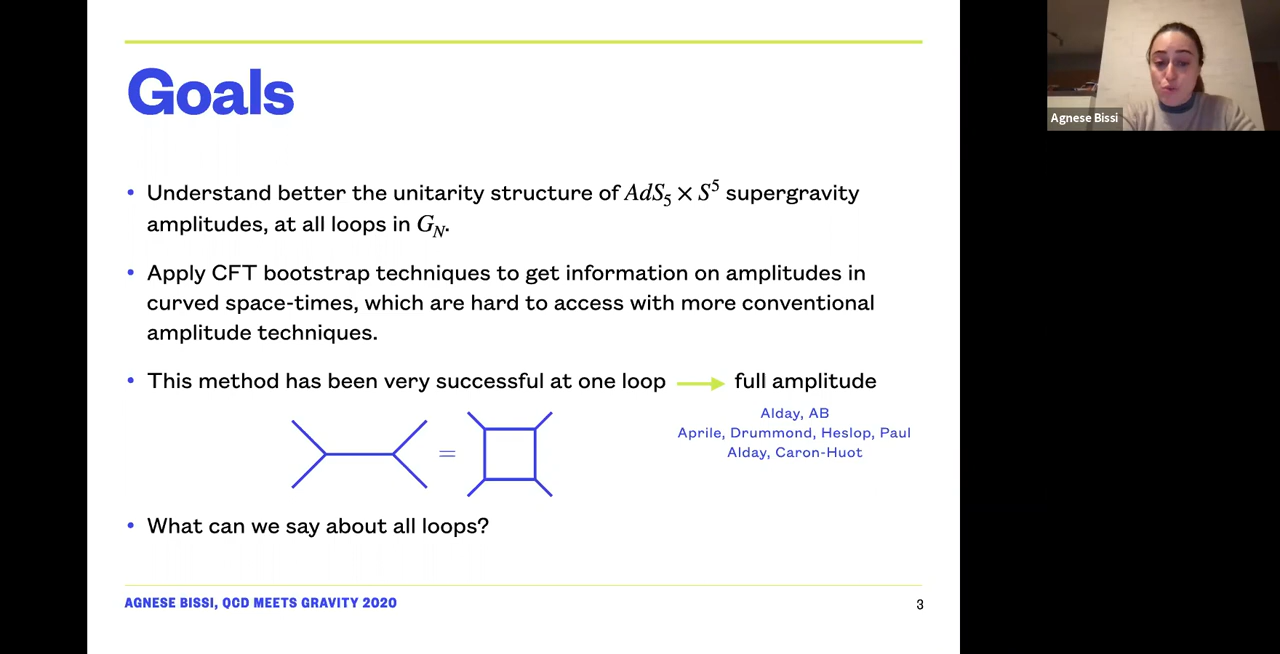 Goals
• Understand better the unitarity structure of AdS₅ × S⁵ supergravity
amplitudes, at all loops in G_N.
• Apply CFT bootstrap techniques to get information on amplitudes in
curved space-times, which are hard to access with more conventional
amplitude techniques.
• This method has been very successful at one loop → full amplitude
Alday, AB
Aprile, Drummond, Heslop, Paul
Alday, Caron-Huot
=
• What can we say about all loops?
AGNESE BISSI, QCD MEETS GRAVITY 2020
3
Agnese Bissi